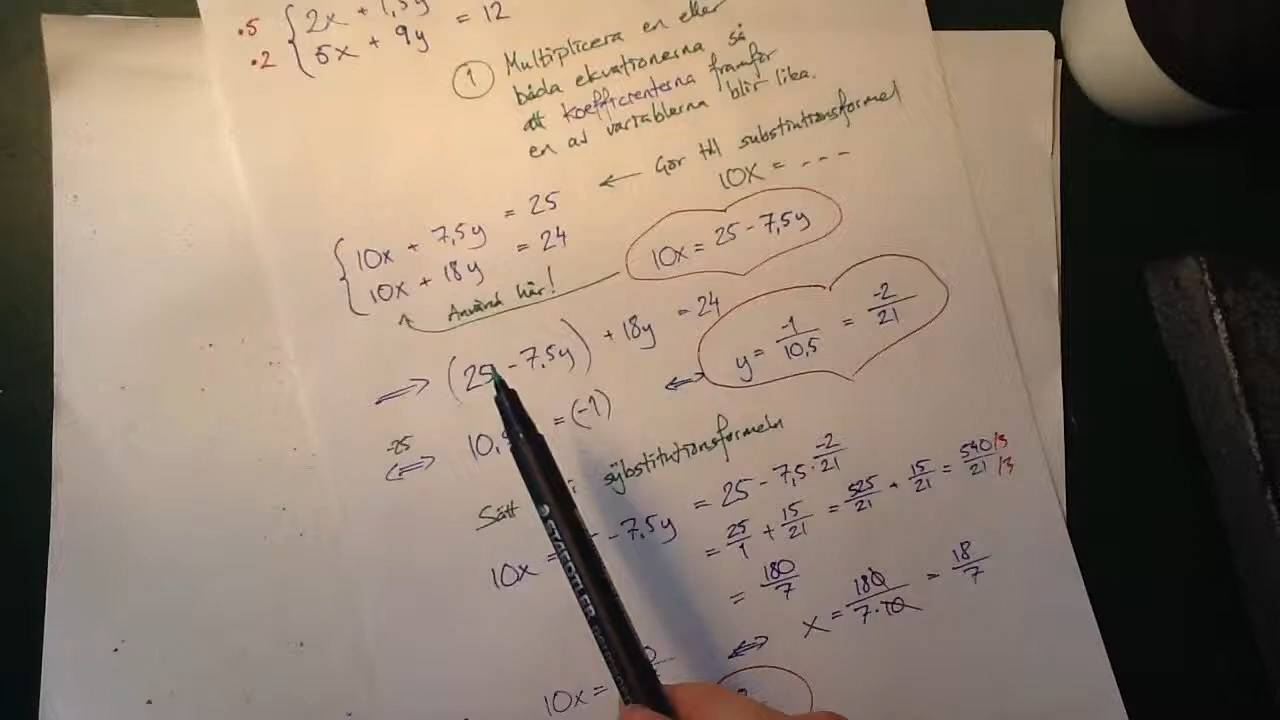 ·5 { 2x + 1,5y
·2 { 5x + 9y = 12
① Multiplicera en eller
båda ekvationerna så
att koefficienterna framför
en av variablerna blir lika.
← Gör till substitutionsformel
10x = ---
{ 10x + 7,5y = 25
{ 10x + 18y = 24
10x = 25 - 7,5y
Använd här!
⇒ (25 - 7,5y) + 18y = 24
⇔ y = -1/10,5 = -2/21
-25 ⇔ 10, = (-1)
Sätt i substitutionsformeln
10x = - 7,5y = 25 - 7,5 · -2/21
= 25/1 + 15/21 = 525/21 + 15/21 = 540/21 /3 /3
= 180/7
⇔ x = 180/7·10 = 18/7
10x =